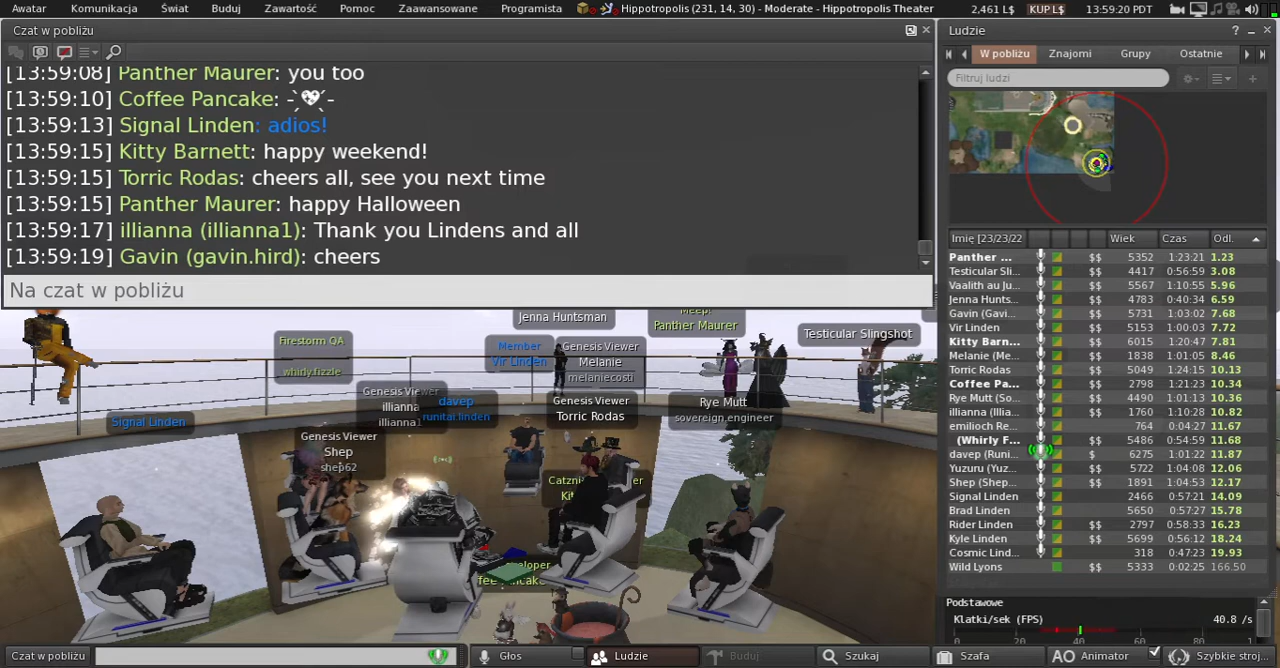 Awatar Komunikacja Świat Buduj Zawartość Pomoc Zaawansowane Programista Hippotropolis (231, 14, 30) - Moderate - Hippotropolis Theater 2,461 L$ KUP L$ 13:59:20 PDT
Czat w pobliżu
[13:59:08] Panther Maurer: you too
[13:59:10] Coffee Pancake:
[13:59:13] Signal Linden: adios!
[13:59:15] Kitty Barnett: happy weekend!
[13:59:15] Torric Rodas: cheers all, see you next time
[13:59:15] Panther Maurer: happy Halloween
[13:59:17] illianna (illianna1): Thank you Lindens and all
[13:59:19] Gavin (gavin.hird): cheers
Na czat w pobliżu
Jenna Huntsman
Meep!
Panther Maurer
Testicular Slingshot
Firestorm QA
whirly.fizzle
Member
Vir Linden
Genesis Viewer
Melanie
melaniecosti
Genesis Viewer
illianna
illianna1
davep
runitai.linden
Genesis Viewer
Torric Rodas
Rye Mutt
sovereign.engineer
Signal Linden
Genesis Viewer
Shep
shep62
Ludzie
W pobliżu Znajomi Grupy Ostatnie
Filtruj ludzi
Imię [23/23/22 Wiek Czas Odl.
Panther ... $$ 5352 1:23:21 1.23
Testicular Sli... $$ 4417 0:56:59 3.08
Vaalith au Ju... $$ 5567 1:10:55 5.96
Jenna Hunts... $$ 4783 0:40:34 6.59
Gavin (Gavi... $$ 5731 1:03:02 7.68
Vir Linden $$ 5153 1:00:03 7.72
Kitty Barn... $$ 6015 1:20:47 7.81
Melanie (Me... $$ 1838 1:01:05 8.46
Torric Rodas $$ 5049 1:24:15 10.13
Coffee Pa... $$ 2798 1:21:23 10.34
Rye Mutt (So... $$ 4490 1:01:13 10.36
illianna (Illia... $$ 1760 1:10:28 10.82
emilioch Re... 764 0:04:27 11.67
(Whirly F... $$ 5486 0:54:59 11.68
davep (Runi... $ 6275 1:01:22 11.87
Yuzuru (Yuz... $$ 5722 1:04:08 12.06
Shep (Shep... $$ 1891 1:04:53 12.17
Signal Linden 2466 0:57:21 14.09
Brad Linden 5650 0:57:27 15.78
Rider Linden $$ 2797 0:58:33 16.23
Kyle Linden $$ 5699 0:56:12 18.24
Cosmic Lind... 318 0:47:23 19.93
Wild Lyons $$ 5333 0:02:25 166.50
Podstawowe
Klatki/sek (FPS) 40.8 /s
Czat w pobliżu Głos Ludzie Buduj Szukaj Szafa AO Animator Szybkie stroj...